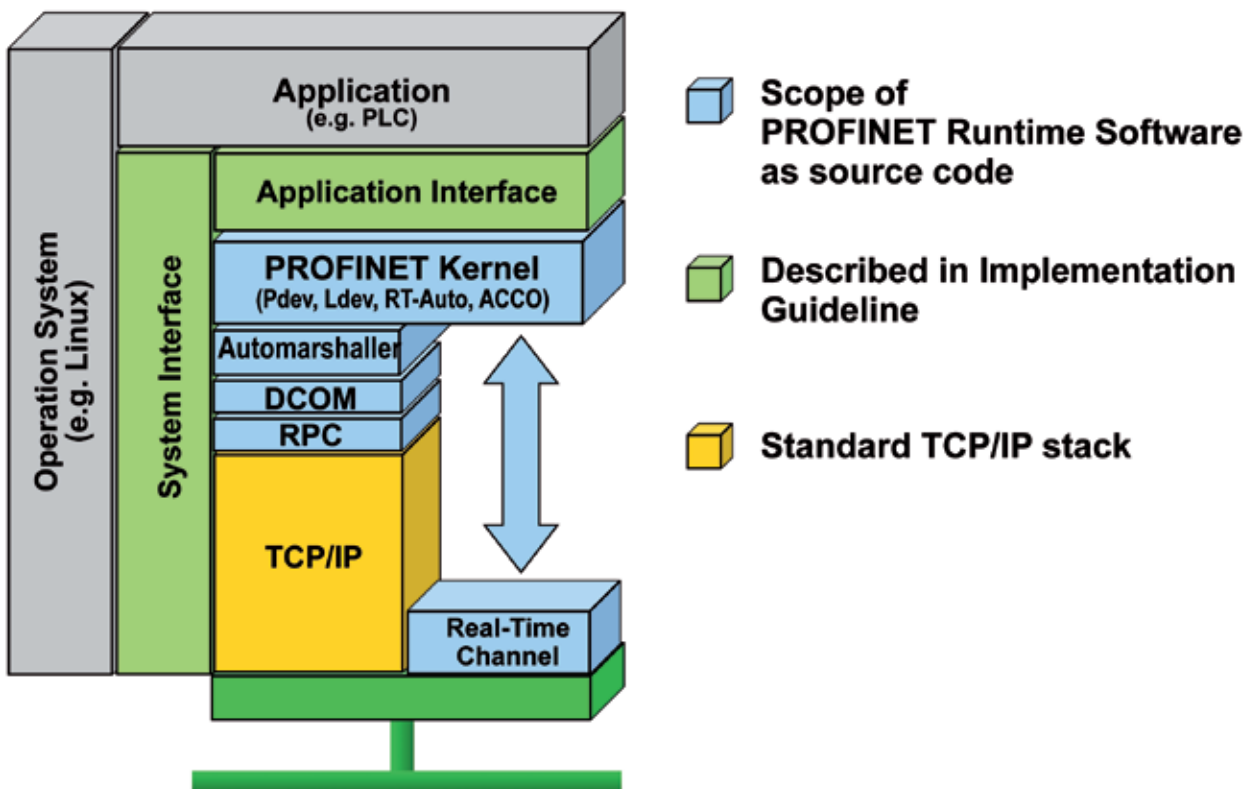 Application
(e.g. PLC)
Application Interface
PROFINET Kernel
(Pdev, Ldev, RT-Auto, ACCO)
Automarshaller
DCOM
RPC
TCP/IP
Real-Time
Channel
Operation System
(e.g. Linux)
System Interface
Scope of
PROFINET Runtime Software
as source code
Described in Implementation
Guideline
Standard TCP/IP stack